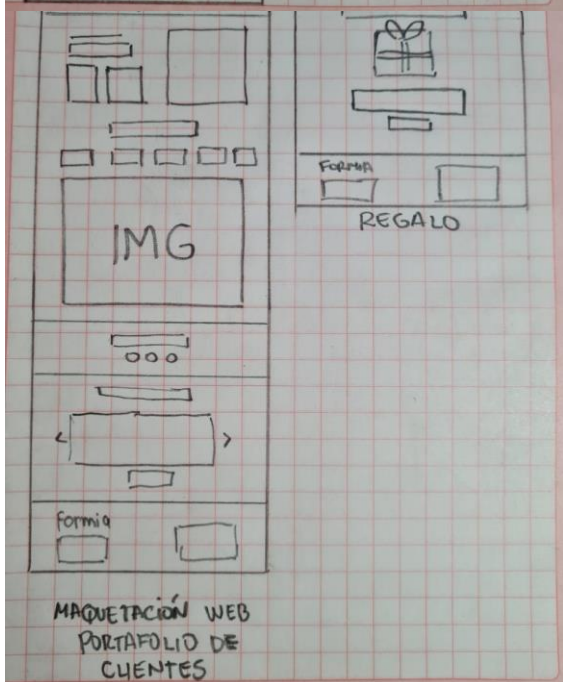 IMG
< >
Formia
MAQUETACIÓN WEB
PORTAFOLIO DE
CLIENTES
FORMIA
REGALO